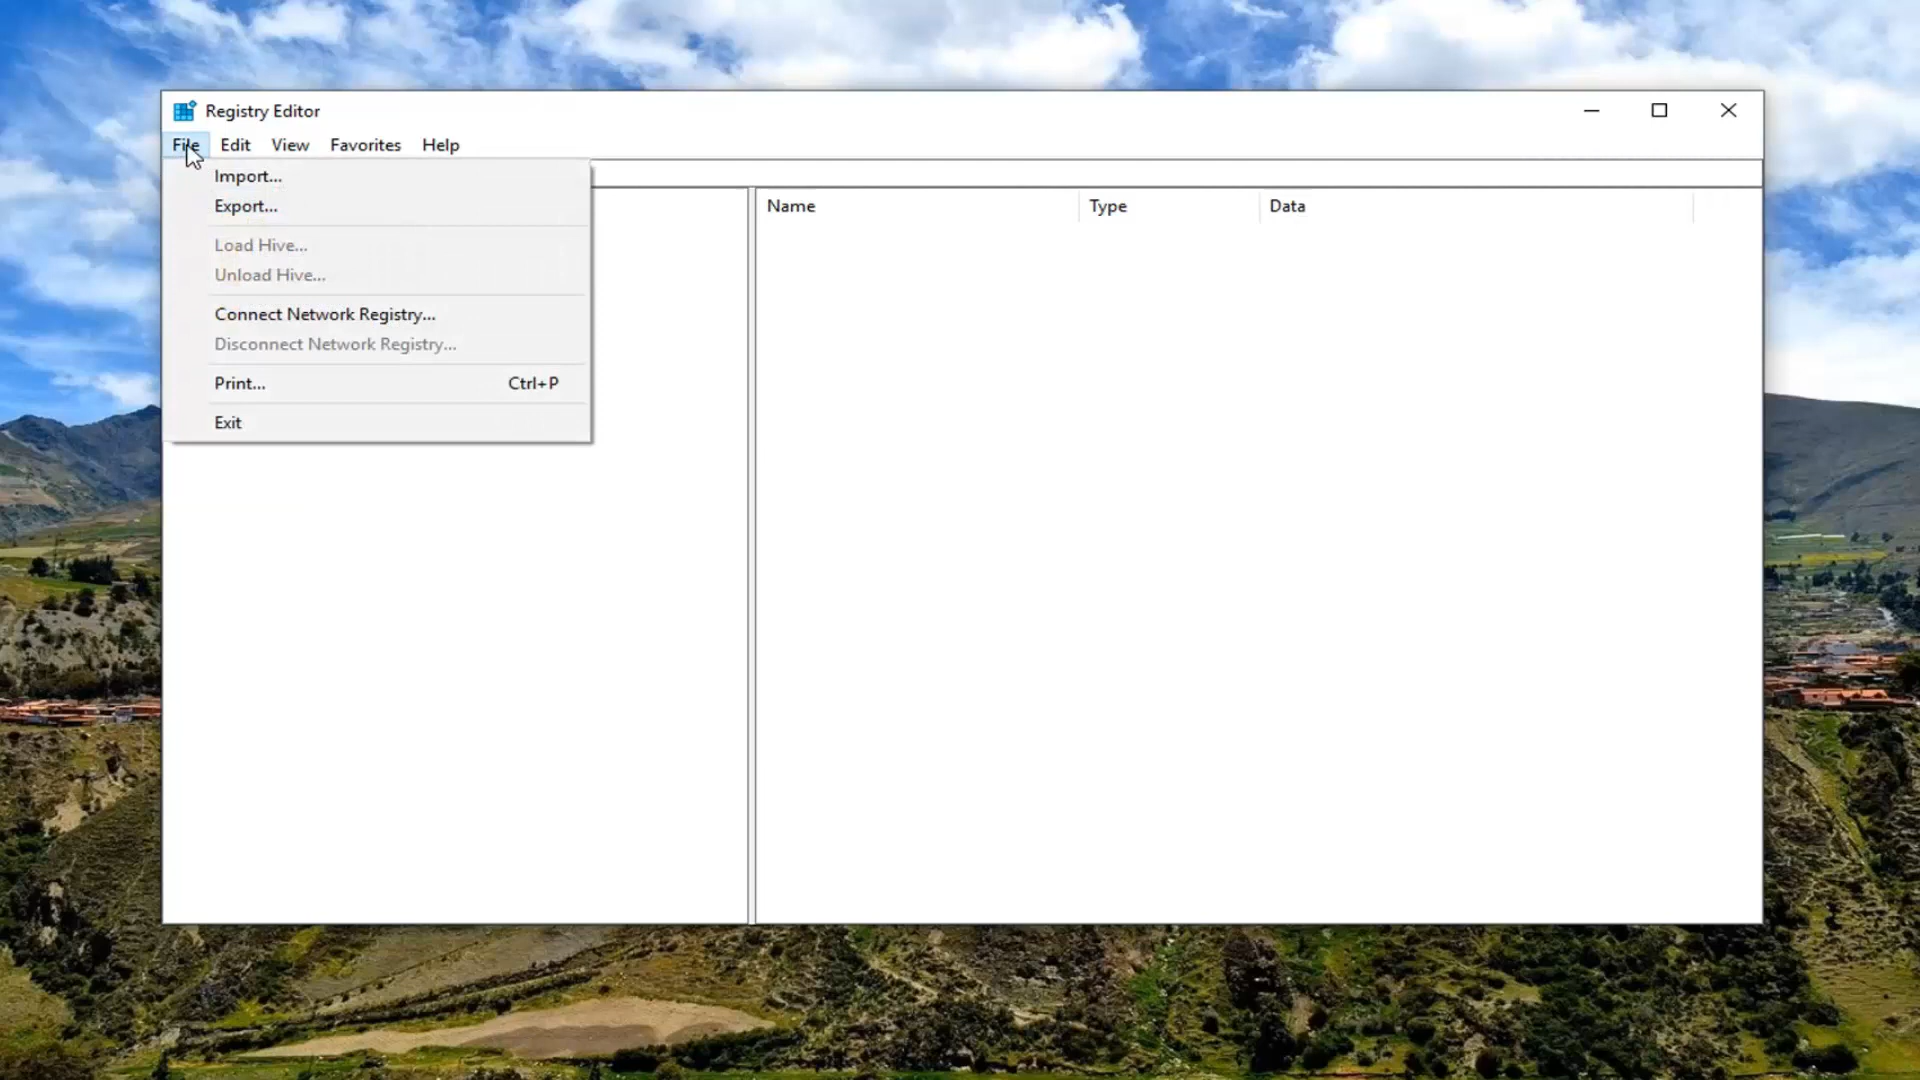 Registry Editor
File Edit View Favorites Help
Import...
Export...
Name Type Data
Load Hive...
Unload Hive...
Connect Network Registry...
Disconnect Network Registry...
Print... Ctrl+P
Exit